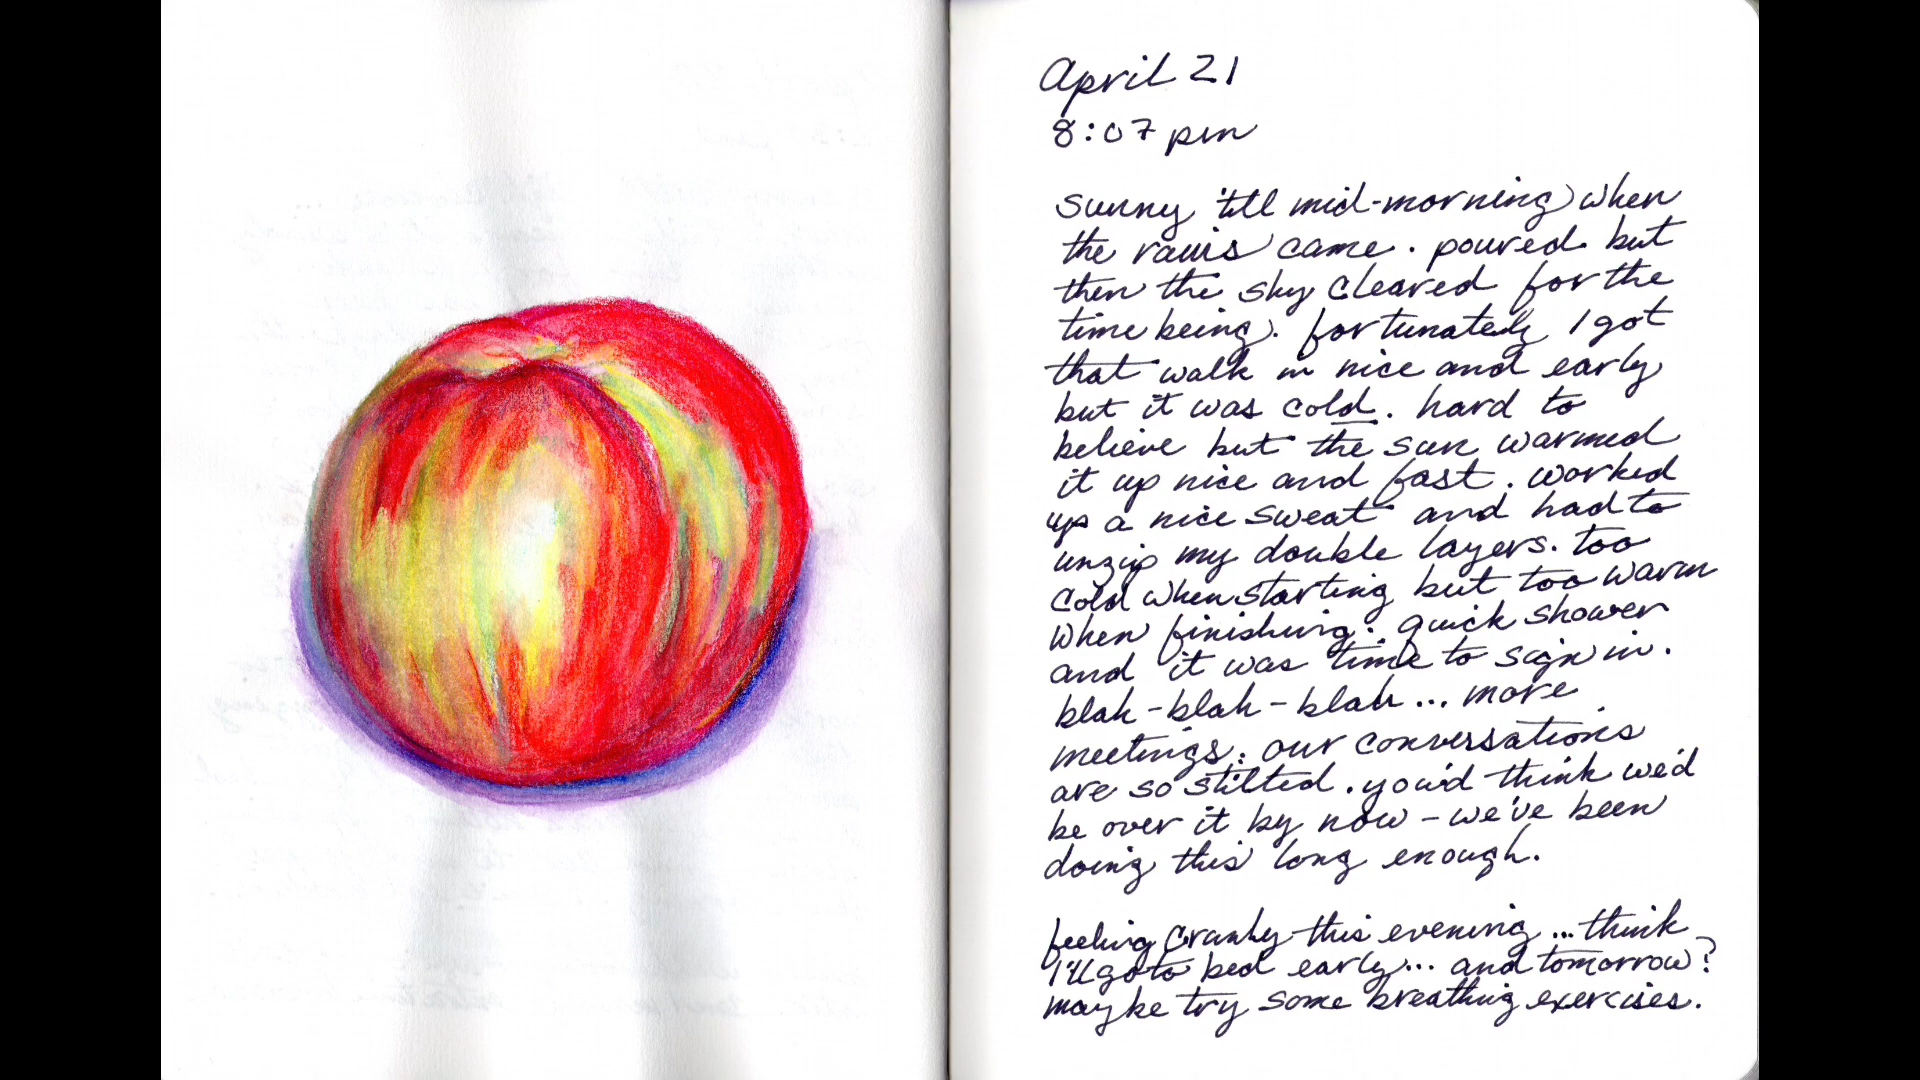 April 21
8:07 pm
sunny 'till mid-morning when
the rains came. poured but
then the sky cleared for the
time being. fortunately I got
that walk in nice and early
but it was cold. hard to
believe but the sun warmed
it up nice and fast. worked
up a nice sweat and had to
unzip my double layers. too
cold when starting but too warm
when finishing. quick shower
and it was time to sign in.
blah-blah-blah... more
meetings. our conversations
are so stilted. you'd think we'd
be over it by now - we've been
doing this long enough.
feeling cranky this evening... think
I'll go to bed early... and tomorrow?
maybe try some breathing exercises.